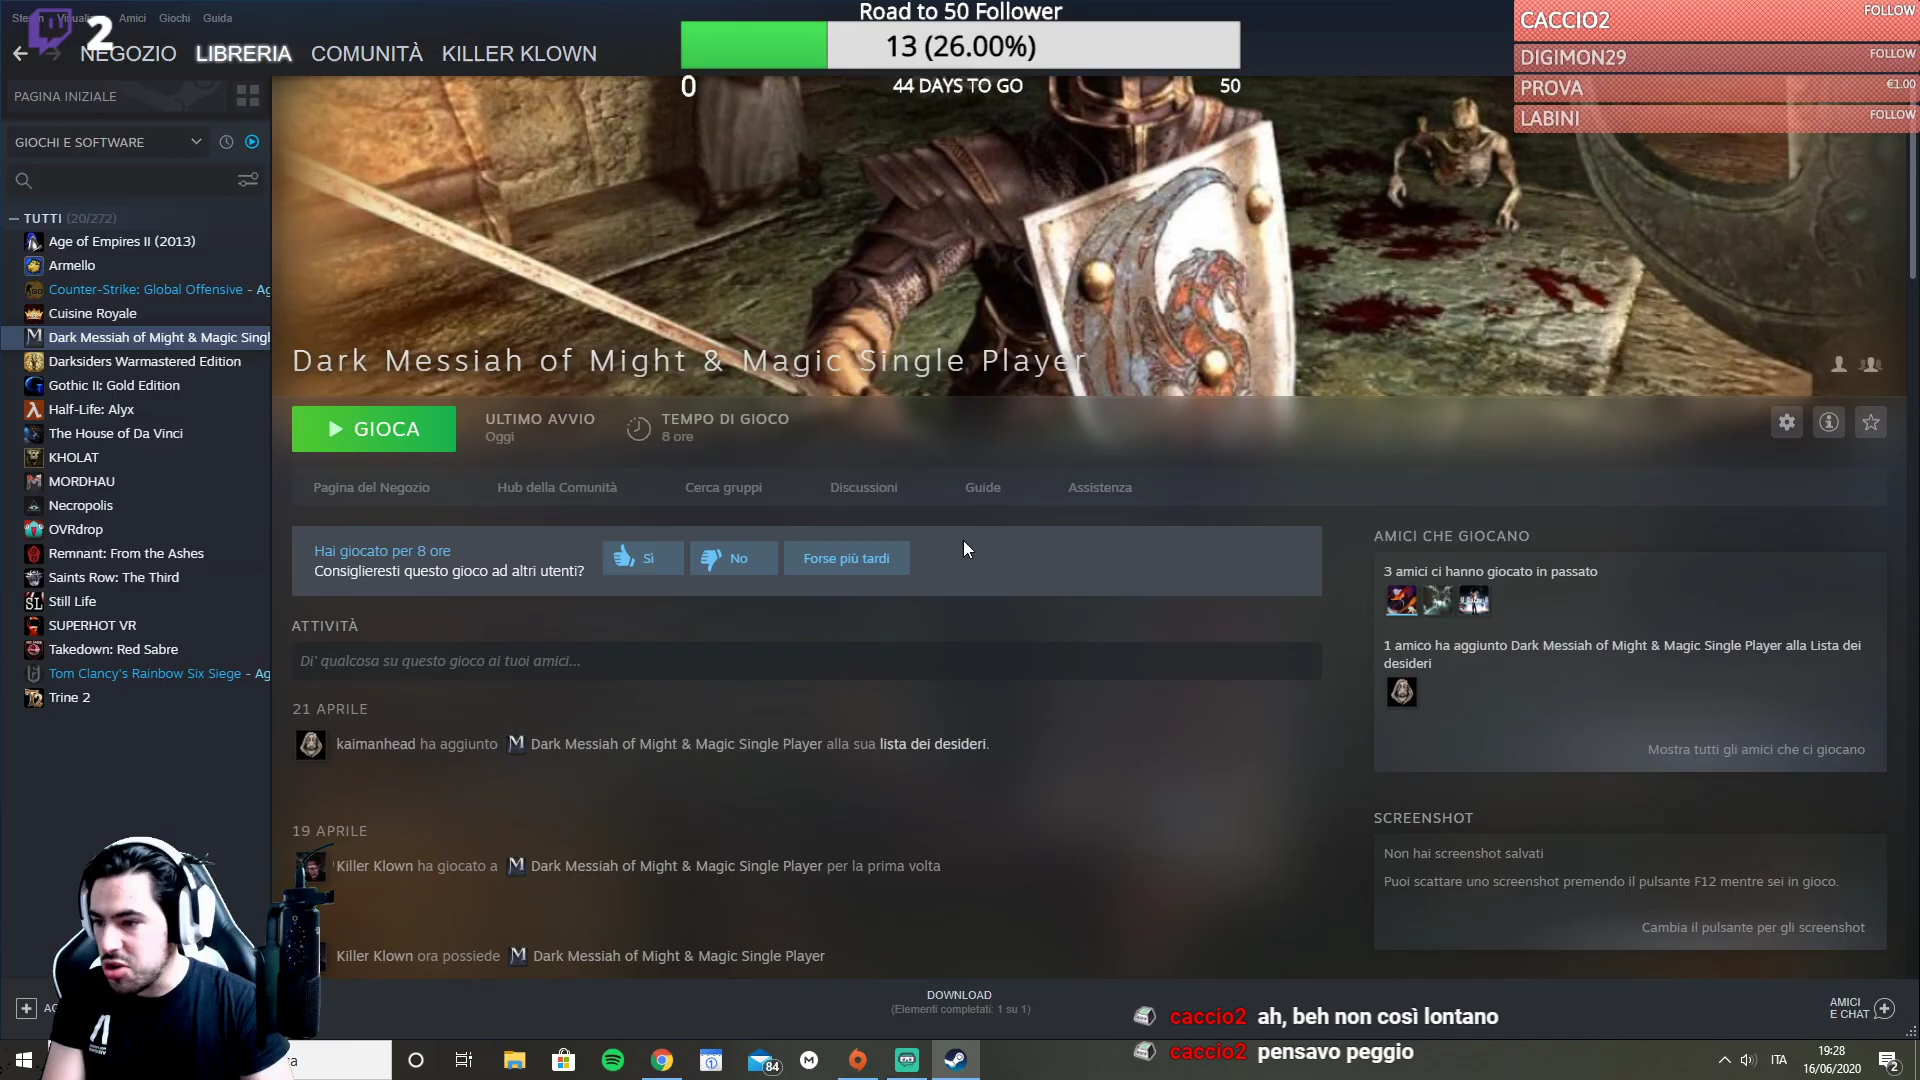 Steam
Amici
Giochi
Guida
2
NEGOZIO
LIBRERIA
COMUNITÀ
KILLER KLOWN
Road to 50 Follower
13 (26.00%)
0
44 DAYS TO GO
50
CACCIO2 FOLLOW
DIGIMON29 FOLLOW
PROVA €1.00
LABINI FOLLOW
PAGINA INIZIALE
GIOCHI E SOFTWARE
TUTTI (20/272)
Age of Empires II (2013)
Armello
Counter-Strike: Global Offensive - Ag
Cuisine Royale
Dark Messiah of Might & Magic Singl
Darksiders Warmastered Edition
Gothic II: Gold Edition
Half-Life: Alyx
The House of Da Vinci
KHOLAT
MORDHAU
Necropolis
OVRdrop
Remnant: From the Ashes
Saints Row: The Third
Still Life
SUPERHOT VR
Takedown: Red Sabre
Tom Clancy's Rainbow Six Siege - Ag
Trine 2
Dark Messiah of Might & Magic Single Player
GIOCA
ULTIMO AVVIO
Oggi
TEMPO DI GIOCO
8 ore
Pagina del Negozio
Hub della Comunità
Cerca gruppi
Discussioni
Guide
Assistenza
Hai giocato per 8 ore
Consiglieresti questo gioco ad altri utenti?
Sì
No
Forse più tardi
ATTIVITÀ
Di' qualcosa su questo gioco ai tuoi amici...
21 APRILE
kaimanhead ha aggiunto Dark Messiah of Might & Magic Single Player alla sua lista dei desideri.
19 APRILE
Killer Klown ha giocato a Dark Messiah of Might & Magic Single Player per la prima volta
Killer Klown ora possiede Dark Messiah of Might & Magic Single Player
AMICI CHE GIOCANO
3 amici ci hanno giocato in passato
1 amico ha aggiunto Dark Messiah of Might & Magic Single Player alla Lista dei
desideri
Mostra tutti gli amici che ci giocano
SCREENSHOT
Non hai screenshot salvati
Puoi scattare uno screenshot premendo il pulsante F12 mentre sei in gioco.
Cambia il pulsante per gli screenshot
DOWNLOAD
(Elementi completati: 1 su 1)
AMICI
E CHAT
caccio2 ah, beh non così lontano
caccio2 pensavo peggio
84
ITA
19:28
16/06/2020
2